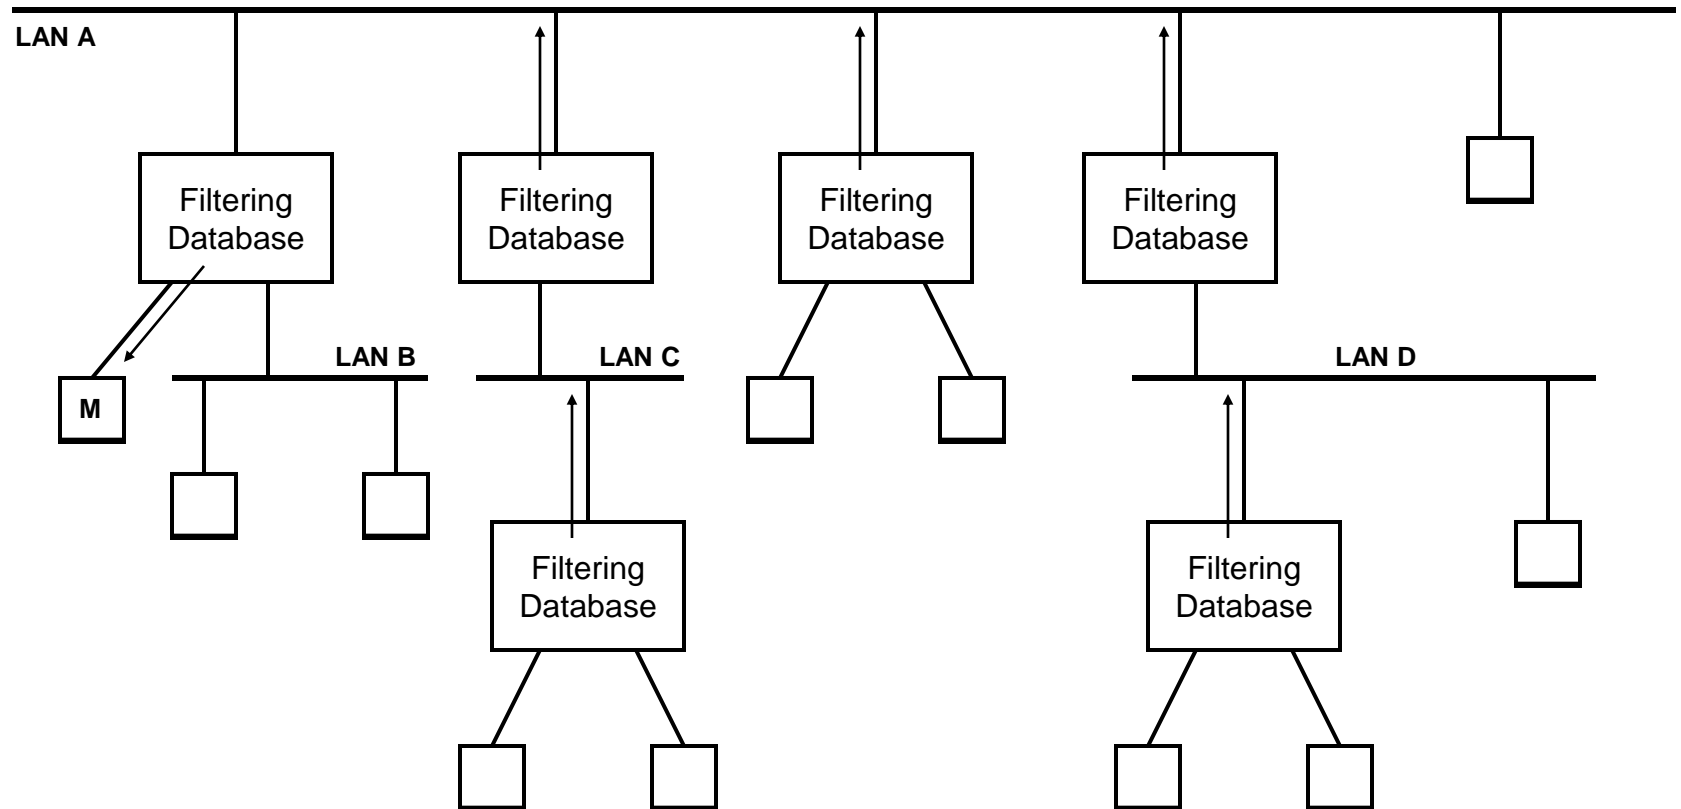 LAN A
Filtering
Database
Filtering
Database
Filtering
Database
Filtering
Database
LAN B
LAN C
LAN D
M
Filtering
Database
Filtering
Database